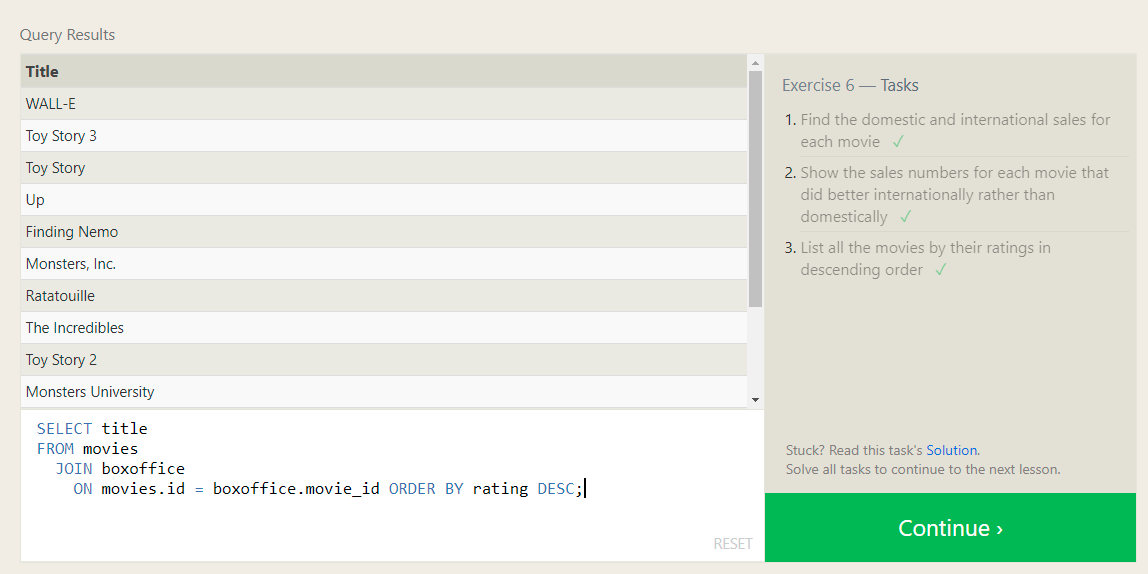 Query Results
Title
WALL-E
Toy Story 3
Toy Story
Up
Finding Nemo
Monsters, Inc.
Ratatouille
The Incredibles
Toy Story 2
Monsters University
SELECT title
FROM movies
JOIN boxoffice
ON movies.id = boxoffice.movie_id ORDER BY rating DESC;
RESET
Exercise 6 — Tasks
1. Find the domestic and international sales for
each movie ✓
2. Show the sales numbers for each movie that
did better internationally rather than
domestically ✓
3. List all the movies by their ratings in
descending order ✓
Stuck? Read this task's Solution.
Solve all tasks to continue to the next lesson.
Continue ›